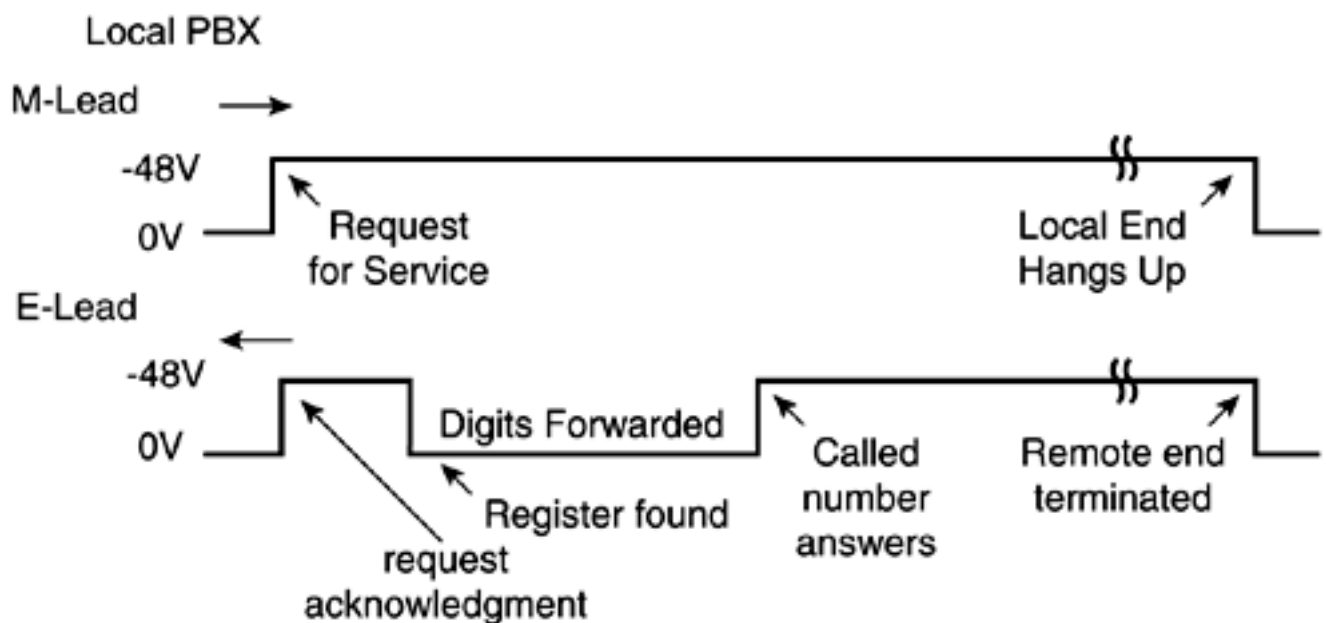 Local PBX
M-Lead
-48V
0V
Request
for Service
Local End
Hangs Up
E-Lead
-48V
0V
Digits Forwarded
Register found
request
acknowledgment
Called
number
answers
Remote end
terminated